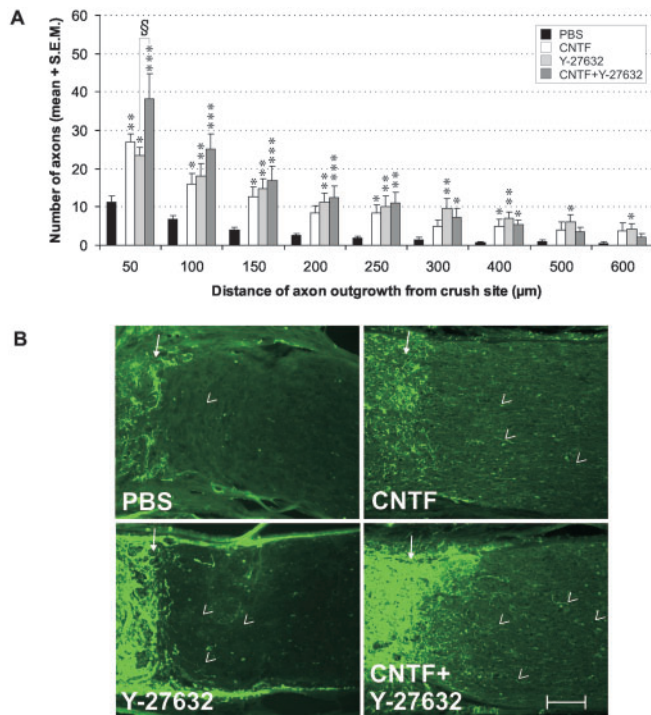 A
Number of axons (mean + S.E.M.)
60
50
40
30
20
10
0
§
***
**
*
***
*
**
***
*
**
***
**
***
*
**
**
**
*
*
**
*
*
*
PBS
CNTF
Y-27632
CNTF+Y-27632
50 100 150 200 250 300 400 500 600
Distance of axon outgrowth from crush site (µm)
B
PBS
CNTF
Y-27632
CNTF+
Y-27632